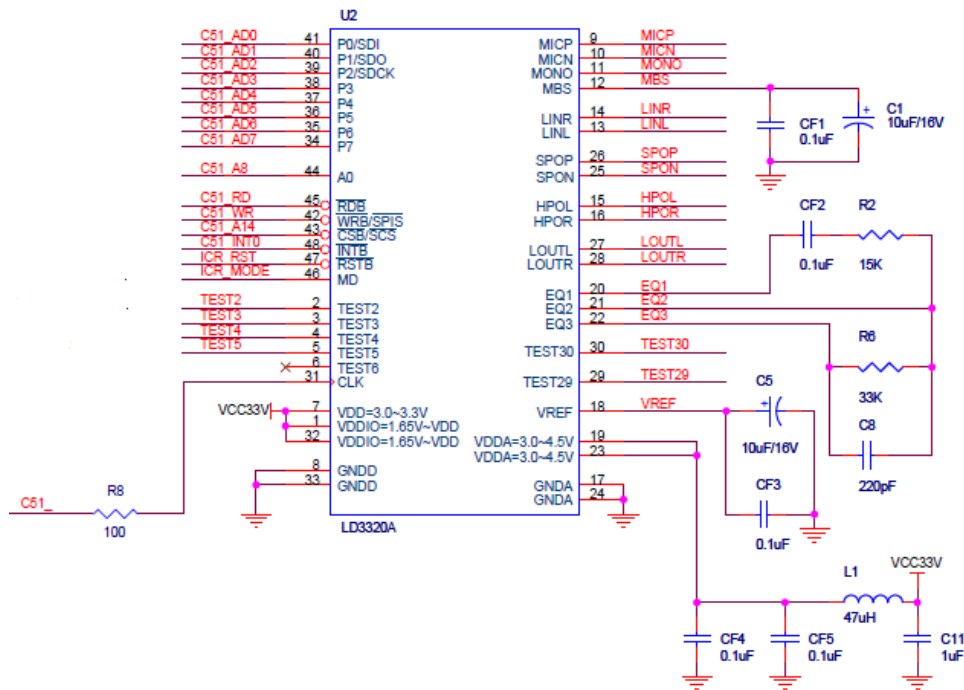 U2
C51_AD0 41 P0/SDI MICP 9 MICP
C51_AD1 40 P1/SDO MICN 10 MICN
C51_AD2 39 P2/SDCK MONO 11 MONO
C51_AD3 38 P3 MBS 12 MBS
C51_AD4 37 P4
C51_AD5 36 P5 LINR 14 LINR
C51_AD6 35 P6 LINL 13 LINL
C51_AD7 34 P7
CF1
0.1uF
C1
10uF/16V
SPOP 26 SPOP
C51_A8 44 A0 SPON 25 SPON
C51_RD 45 RDB HPOL 15 HPOL
C51_WR 42 WRB/SPIS HPOR 16 HPOR
C51_A14 43 CSB/SCS
C51_INT0 48 INTB LOUTL 27 LOUTL
ICR_RST 47 RSTB LOUTR 28 LOUTR
ICR_MODE 46 MD
CF2
0.1uF
R2
15K
EQ1 20 EQ1
TEST2 2 TEST2 EQ2 21 EQ2
TEST3 3 TEST3 EQ3 22 EQ3
TEST4 4 TEST4
TEST5 5 TEST5 TEST30 30 TEST30
6 TEST6
31 CLK TEST29 29 TEST29
R6
33K
C8
220pF
VCC33V 7 VDD=3.0~3.3V VREF 18 VREF
1 VDDIO=1.65V~VDD
32 VDDIO=1.65V~VDD VDDA=3.0~4.5V 19
VDDA=3.0~4.5V 23
C5
10uF/16V
8 GNDD
33 GNDD GNDA 17
GNDA 24
CF3
0.1uF
C51_ R8
100
LD3320A
VCC33V
L1
47uH
CF4
0.1uF
CF5
0.1uF
C11
1uF